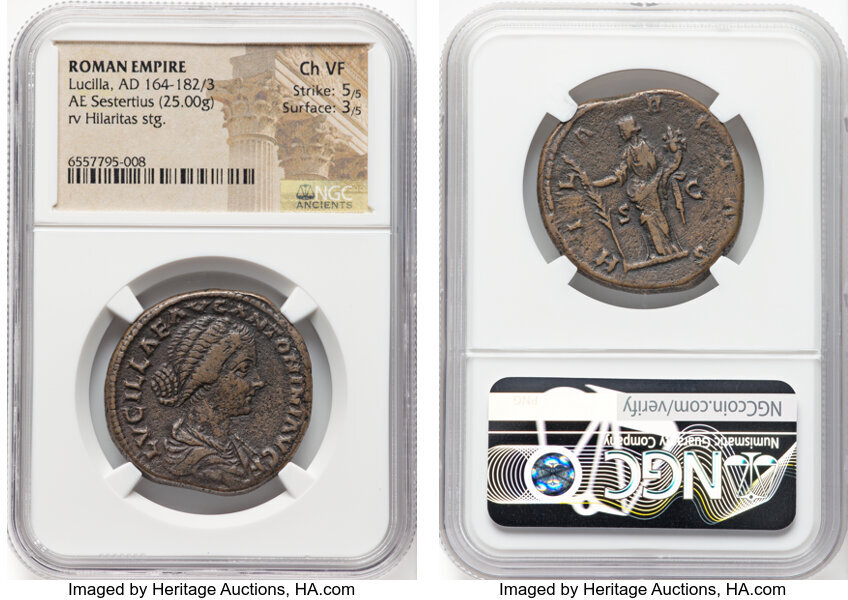 ROMAN EMPIRE
Lucilla, AD 164-182/3
AE Sestertius (25.00g)
rv Hilaritas stg.
6557795-008
Ch VF
Strike: 5/5
Surface: 3/5
NGC
ANCIENTS
LVCILLAE AVG ANTONINI AVG F
HILARITAS
S C
NGCcoin.com/verify
PNG
Numismatic Guaranty Company
NGC
Imaged by Heritage Auctions, HA.com
Imaged by Heritage Auctions, HA.com